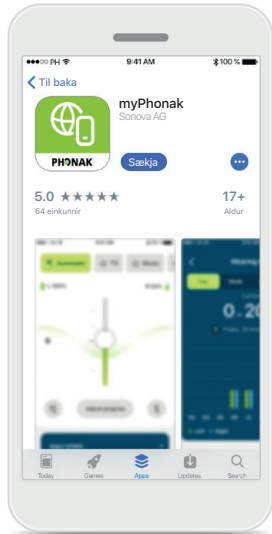 ●●●○○ PH 9:41 AM 100 %
Til baka
myPhonak
Sonova AG
PHONAK
Sækja
5.0 ★★★★★ 17+
64 einkunnir Aldur
Automatic TV Music
Adjust program
Today Games Apps Updates Search